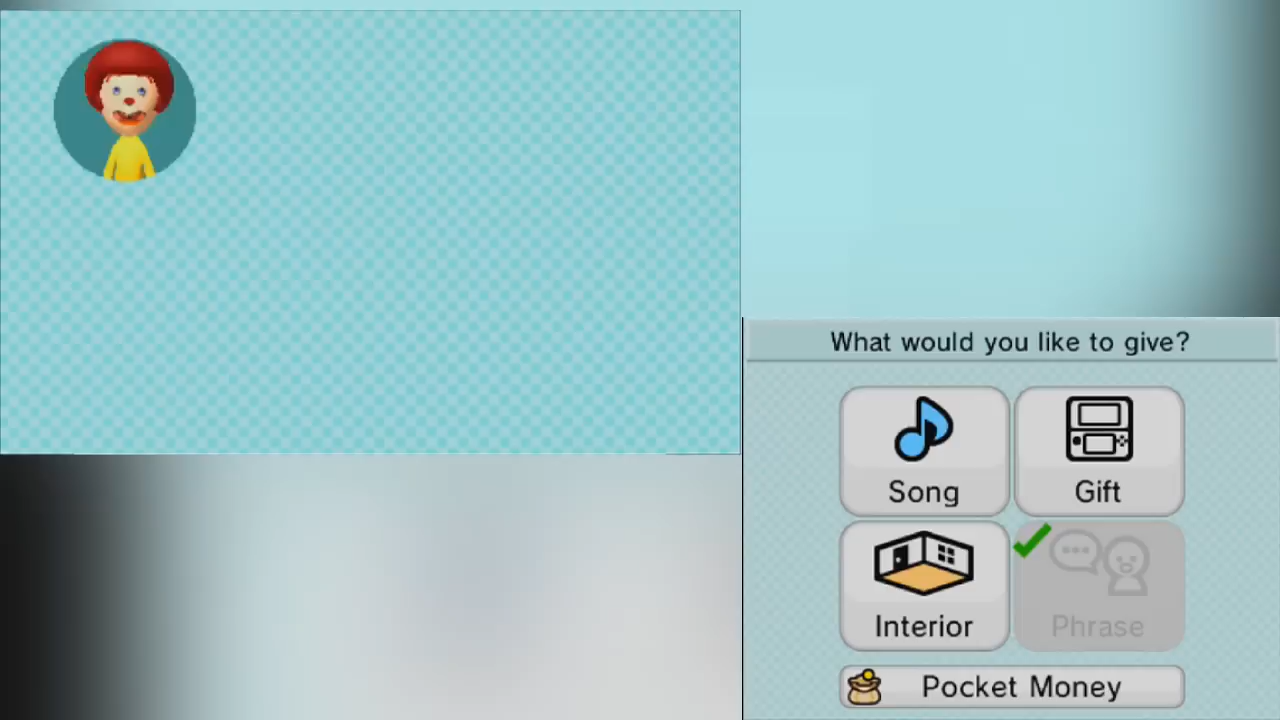 What would you like to give?
Song
Gift
Interior
Phrase
Pocket Money